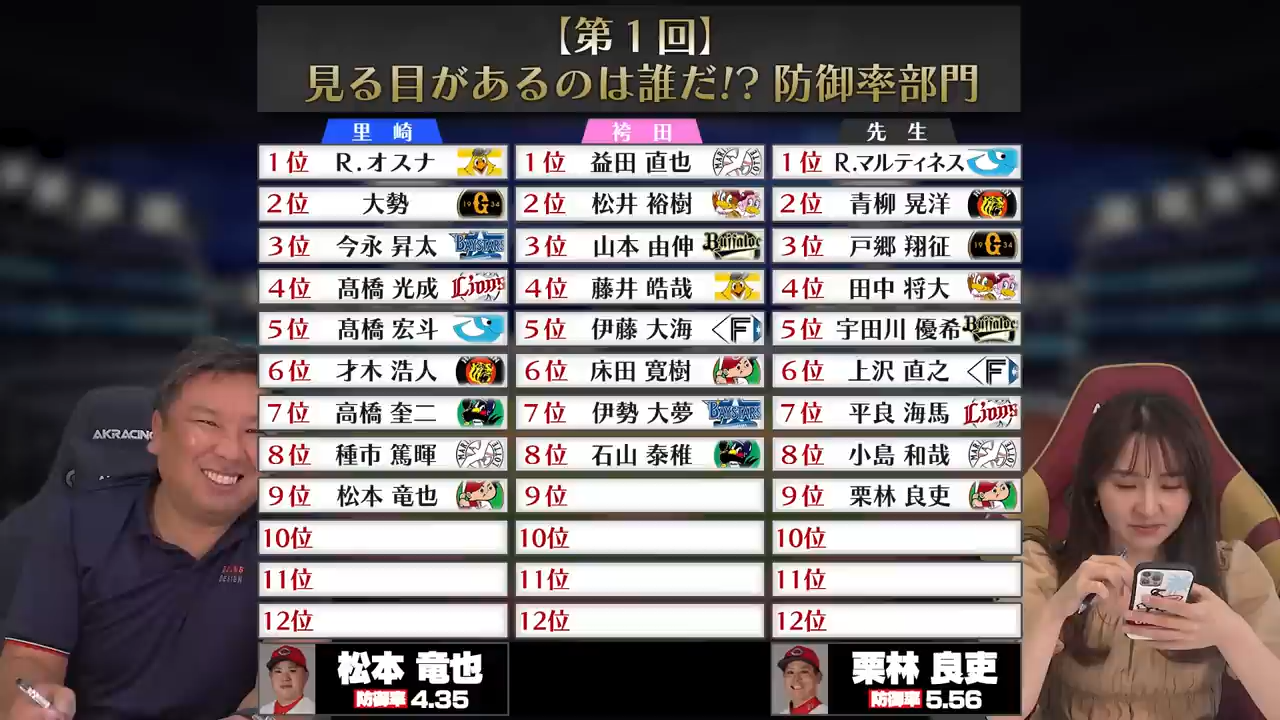 【第1回】
見る目があるのは誰だ!? 防御率部門
里崎
袴田
先生
1位 R.オスナ
1位 益田 直也
1位 R.マルティネス
2位 大勢
2位 松井 裕樹
2位 青柳 晃洋
3位 今永 昇太
3位 山本 由伸
3位 戸郷 翔征
4位 髙橋 光成
4位 藤井 皓哉
4位 田中 将大
5位 髙橋 宏斗
5位 伊藤 大海
5位 宇田川 優希
6位 才木 浩人
6位 床田 寛樹
6位 上沢 直之
7位 高橋 奎二
7位 伊勢 大夢
7位 平良 海馬
8位 種市 篤暉
8位 石山 泰稚
8位 小島 和哉
9位 松本 竜也
9位
9位 栗林 良吏
10位
10位
10位
11位
11位
11位
12位
12位
12位
松本 竜也
防御率 4.35
栗林 良吏
防御率 5.56
AKRACING